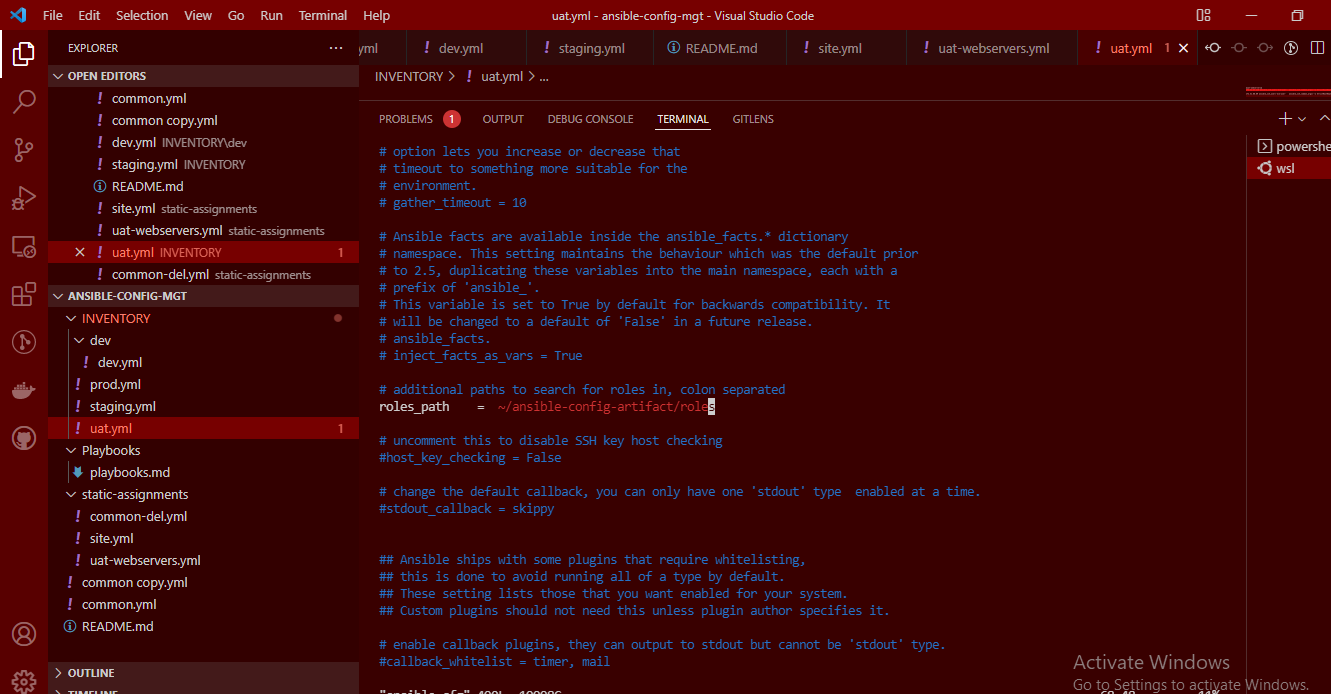 File Edit Selection View Go Run Terminal Help uat.yml - ansible-config-mgt - Visual Studio Code
EXPLORER
yml ! dev.yml ! staging.yml README.md ! site.yml ! uat-webservers.yml ! uat.yml 1
OPEN EDITORS
! common.yml
! common copy.yml
! dev.yml INVENTORY\dev
! staging.yml INVENTORY
README.md
! site.yml static-assignments
! uat-webservers.yml static-assignments
! uat.yml INVENTORY 1
! common-del.yml static-assignments
ANSIBLE-CONFIG-MGT
INVENTORY
dev
! dev.yml
! prod.yml
! staging.yml
! uat.yml 1
Playbooks
playbooks.md
static-assignments
! common-del.yml
! site.yml
! uat-webservers.yml
! common copy.yml
! common.yml
README.md
OUTLINE
TIMELINE
INVENTORY > ! uat.yml > ...
PROBLEMS 1 OUTPUT DEBUG CONSOLE TERMINAL GITLENS
# option lets you increase or decrease that
# timeout to something more suitable for the
# environment.
# gather_timeout = 10
# Ansible facts are available inside the ansible_facts.* dictionary
# namespace. This setting maintains the behaviour which was the default prior
# to 2.5, duplicating these variables into the main namespace, each with a
# prefix of 'ansible_'.
# This variable is set to True by default for backwards compatibility. It
# will be changed to a default of 'False' in a future release.
# ansible_facts.
# inject_facts_as_vars = True
# additional paths to search for roles in, colon separated
roles_path = ~/ansible-config-artifact/roles
# uncomment this to disable SSH key host checking
#host_key_checking = False
# change the default callback, you can only have one 'stdout' type enabled at a time.
#stdout_callback = skippy
## Ansible ships with some plugins that require whitelisting,
## this is done to avoid running all of a type by default.
## These setting lists those that you want enabled for your system.
## Custom plugins should not need this unless plugin author specifies it.
# enable callback plugins, they can output to stdout but cannot be 'stdout' type.
#callback_whitelist = timer, mail
powershe
wsl
Activate Windows
Go to Settings to activate Windows.